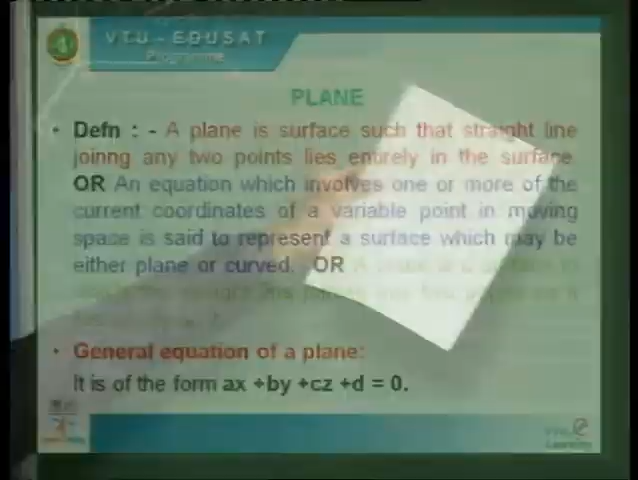 VTU - EDUSAT
Programme
PLANE
• Defn : - A plane is surface such that straight line
joinng any two points lies entirely in the surface
OR An equation which involves one or more of the
current coordinates of a variable point in moving
space is said to represent a surface which may be
either plane or curved. OR
• General equation of a plane:
It is of the form ax +by +cz +d = 0.
Learning